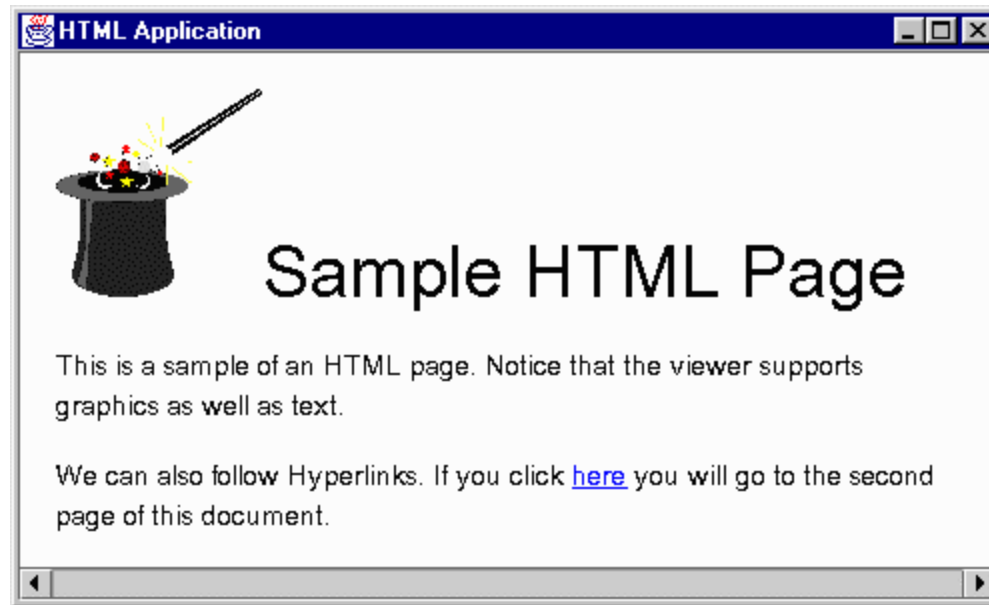 HTML Application
Sample HTML Page
This is a sample of an HTML page. Notice that the viewer supports
graphics as well as text.
We can also follow Hyperlinks. If you click here you will go to the second
page of this document.